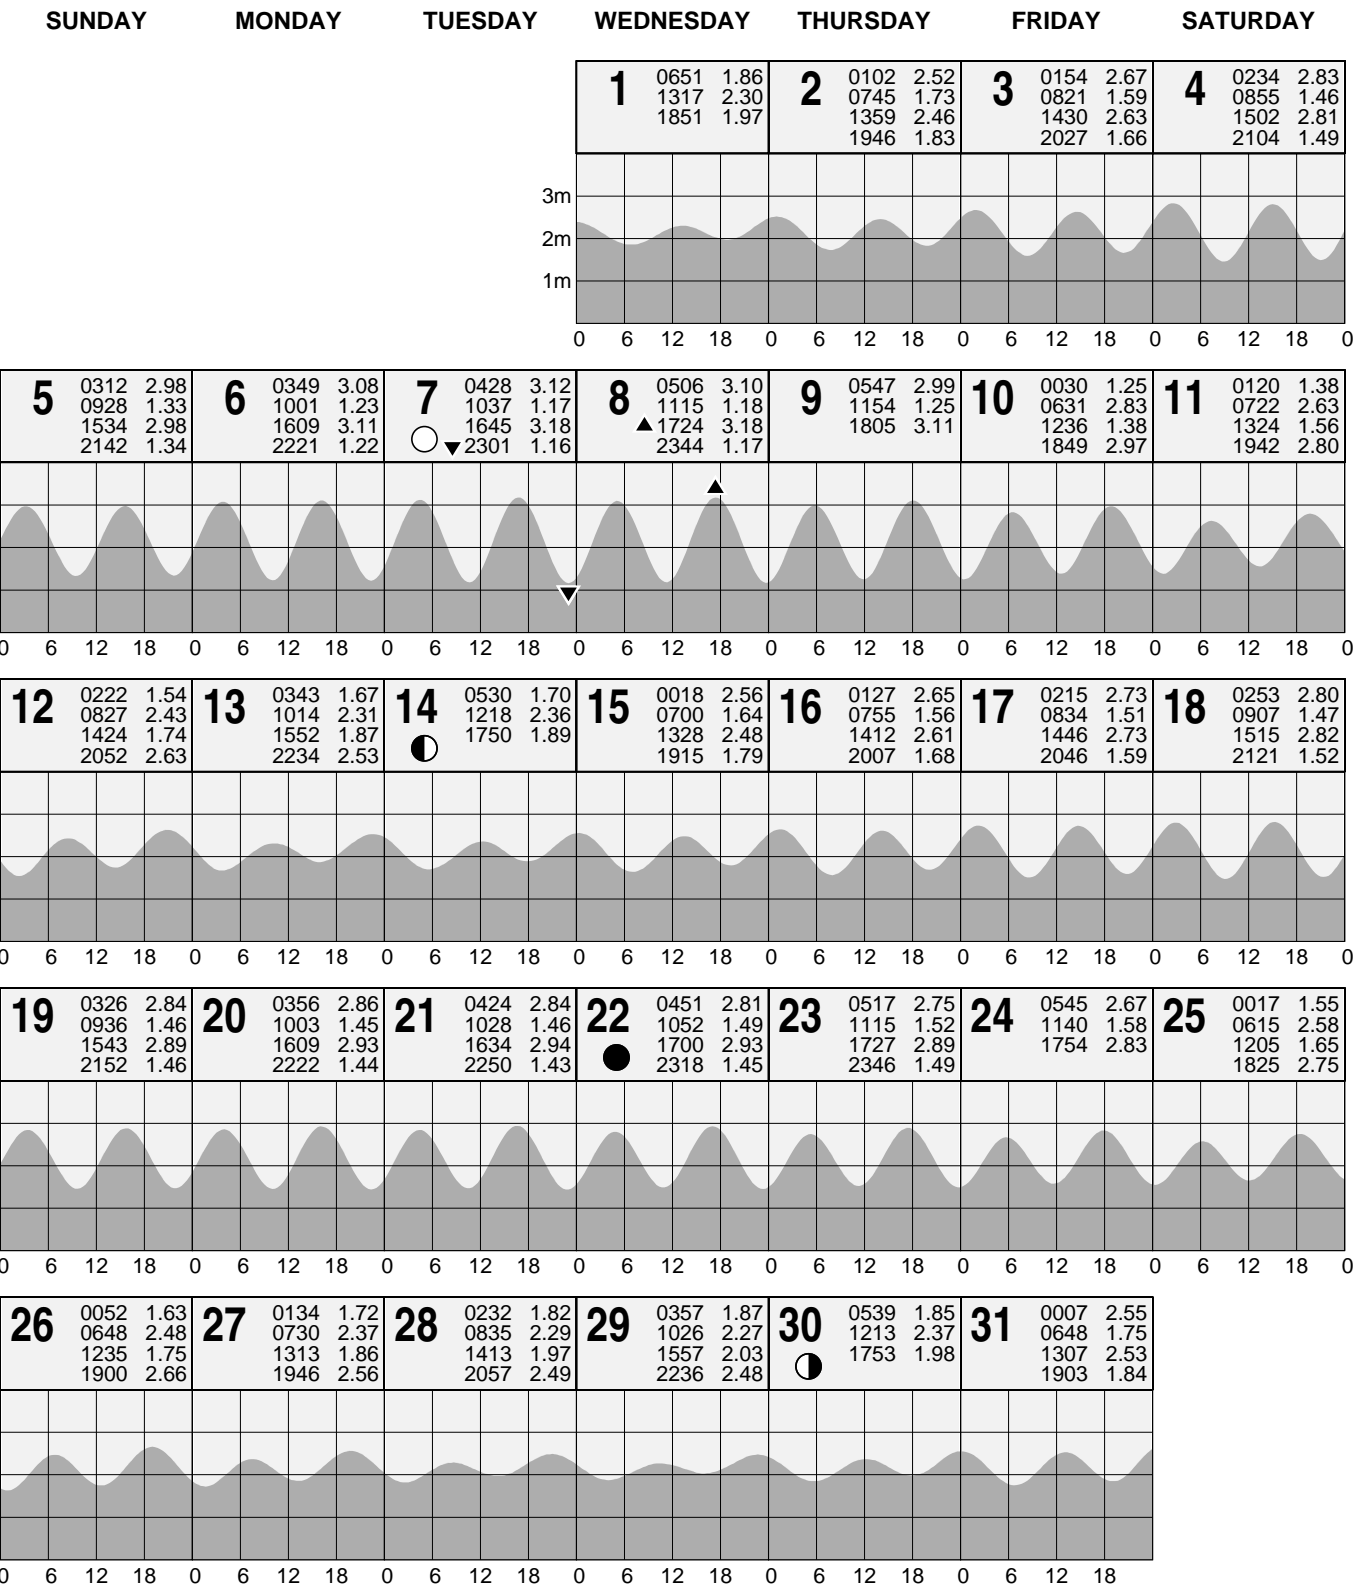 SUNDAY MONDAY TUESDAY WEDNESDAY THURSDAY FRIDAY SATURDAY
1 0651 1.86
1317 2.30
1851 1.97
2 0102 2.52
0745 1.73
1359 2.46
1946 1.83
3 0154 2.67
0821 1.59
1430 2.63
2027 1.66
4 0234 2.83
0855 1.46
1502 2.81
2104 1.49
3m
2m
1m
0 6 12 18 0 6 12 18 0 6 12 18 0 6 12 18 0
5 0312 2.98
0928 1.33
1534 2.98
2142 1.34
6 0349 3.08
1001 1.23
1609 3.11
2221 1.22
7 0428 3.12
1037 1.17
1645 3.18
2301 1.16
8 0506 3.10
1115 1.18
1724 3.18
2344 1.17
9 0547 2.99
1154 1.25
1805 3.11
10 0030 1.25
0631 2.83
1236 1.38
1849 2.97
11 0120 1.38
0722 2.63
1324 1.56
1942 2.80
0 6 12 18 0 6 12 18 0 6 12 18 0 6 12 18 0 6 12 18 0 6 12 18 0 6 12 18 0
12 0222 1.54
0827 2.43
1424 1.74
2052 2.63
13 0343 1.67
1014 2.31
1552 1.87
2234 2.53
14 0530 1.70
1218 2.36
1750 1.89
15 0018 2.56
0700 1.64
1328 2.48
1915 1.79
16 0127 2.65
0755 1.56
1412 2.61
2007 1.68
17 0215 2.73
0834 1.51
1446 2.73
2046 1.59
18 0253 2.80
0907 1.47
1515 2.82
2121 1.52
0 6 12 18 0 6 12 18 0 6 12 18 0 6 12 18 0 6 12 18 0 6 12 18 0 6 12 18 0
19 0326 2.84
0936 1.46
1543 2.89
2152 1.46
20 0356 2.86
1003 1.45
1609 2.93
2222 1.44
21 0424 2.84
1028 1.46
1634 2.94
2250 1.43
22 0451 2.81
1052 1.49
1700 2.93
2318 1.45
23 0517 2.75
1115 1.52
1727 2.89
2346 1.49
24 0545 2.67
1140 1.58
1754 2.83
25 0017 1.55
0615 2.58
1205 1.65
1825 2.75
0 6 12 18 0 6 12 18 0 6 12 18 0 6 12 18 0 6 12 18 0 6 12 18 0 6 12 18 0
26 0052 1.63
0648 2.48
1235 1.75
1900 2.66
27 0134 1.72
0730 2.37
1313 1.86
1946 2.56
28 0232 1.82
0835 2.29
1413 1.97
2057 2.49
29 0357 1.87
1026 2.27
1557 2.03
2236 2.48
30 0539 1.85
1213 2.37
1753 1.98
31 0007 2.55
0648 1.75
1307 2.53
1903 1.84
0 6 12 18 0 6 12 18 0 6 12 18 0 6 12 18 0 6 12 18 0 6 12 18